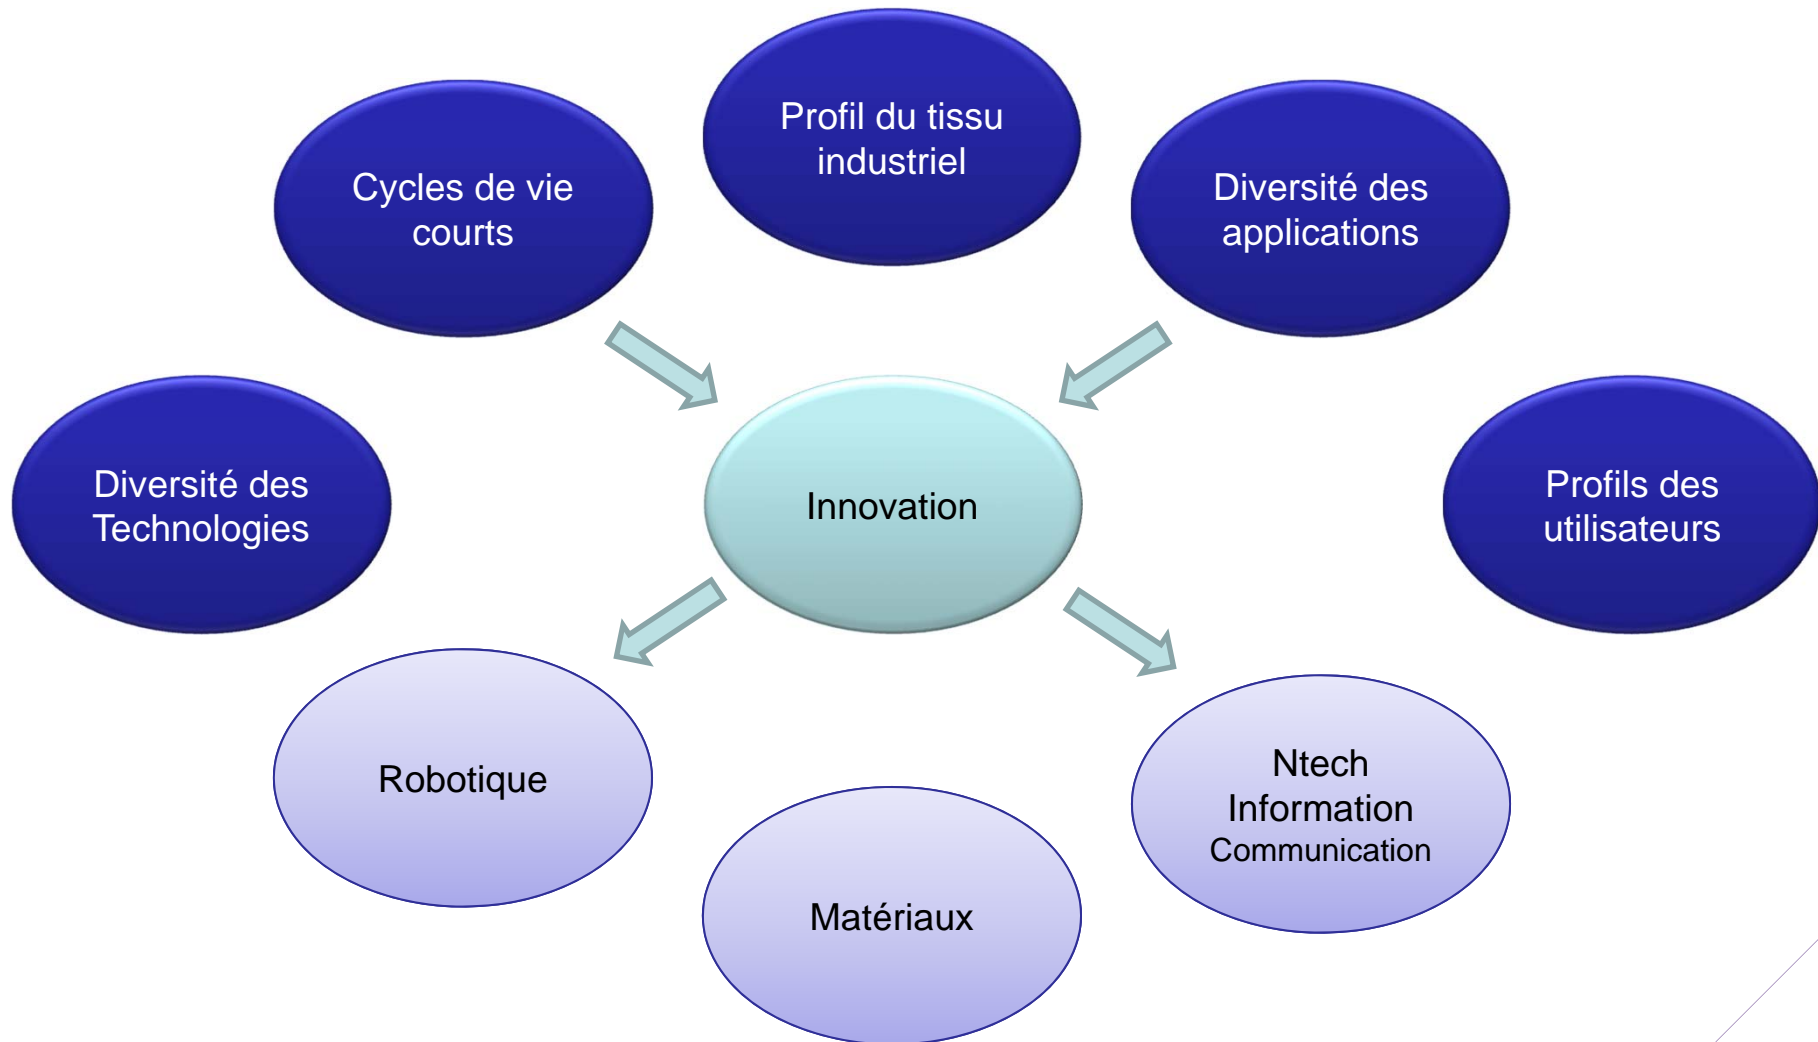 Profil du tissu
industriel
Cycles de vie
courts
Diversité des
applications
Diversité des
Technologies
Innovation
Profils des
utilisateurs
Robotique
Ntech
Information
Communication
Matériaux